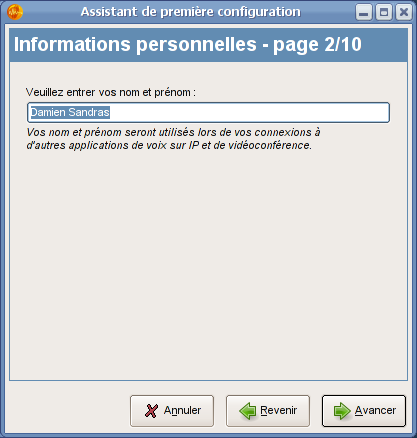 Assistant de première configuration
Informations personnelles - page 2/10
Veuillez entrer vos nom et prénom :
Damien Sandras
Vos nom et prénom seront utilisés lors de vos connexions à
d'autres applications de voix sur IP et de vidéoconférence.
Annuler
Revenir
Avancer